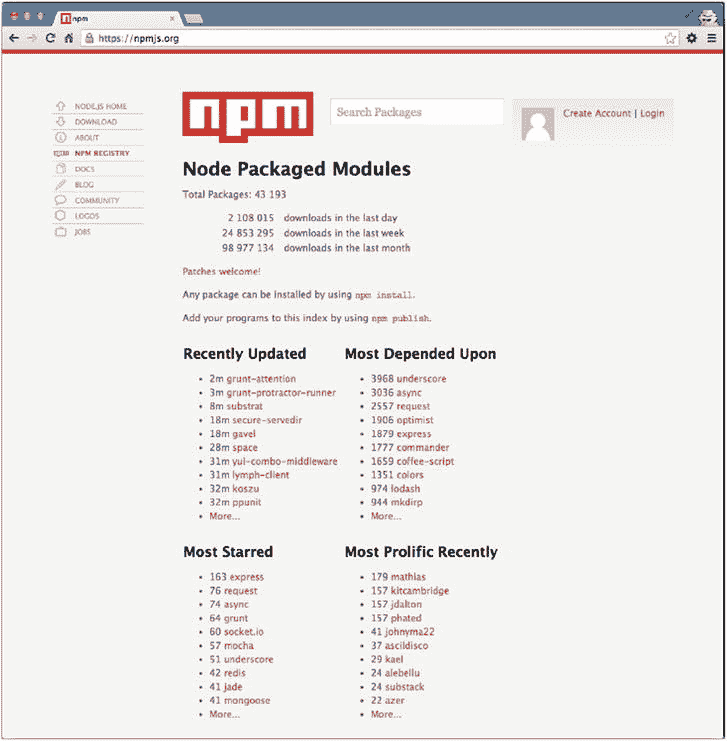 npm
https://npmjs.org
NODE.JS HOME
DOWNLOAD
ABOUT
NPM REGISTRY
DOCS
BLOG
COMMUNITY
LOGOS
JOBS
npm
Search Packages
Create Account | Login
Node Packaged Modules
Total Packages: 43 193
2 108 015 downloads in the last day
24 853 295 downloads in the last week
98 977 134 downloads in the last month
Patches welcome!
Any package can be installed by using npm install.
Add your programs to this index by using npm publish.
Recently Updated
• 2m grunt-attention
• 3m grunt-protractor-runner
• 8m substrat
• 18m secure-servedir
• 18m gavel
• 28m space
• 31m yui-combo-middleware
• 31m lymph-client
• 32m koszu
• 32m ppunit
• More...
Most Depended Upon
• 3968 underscore
• 3036 async
• 2557 request
• 1906 optimist
• 1879 express
• 1777 commander
• 1659 coffee-script
• 1351 colors
• 974 lodash
• 944 mkdirp
• More...
Most Starred
• 163 express
• 76 request
• 74 async
• 64 grunt
• 60 socket.io
• 57 mocha
• 51 underscore
• 42 redis
• 41 jade
• 41 mongoose
• More...
Most Prolific Recently
• 179 mathias
• 157 kitcambridge
• 157 jdalton
• 157 phated
• 41 johnyma22
• 37 ascildisco
• 29 kael
• 24 alebellu
• 24 substack
• 22 azer
• More...